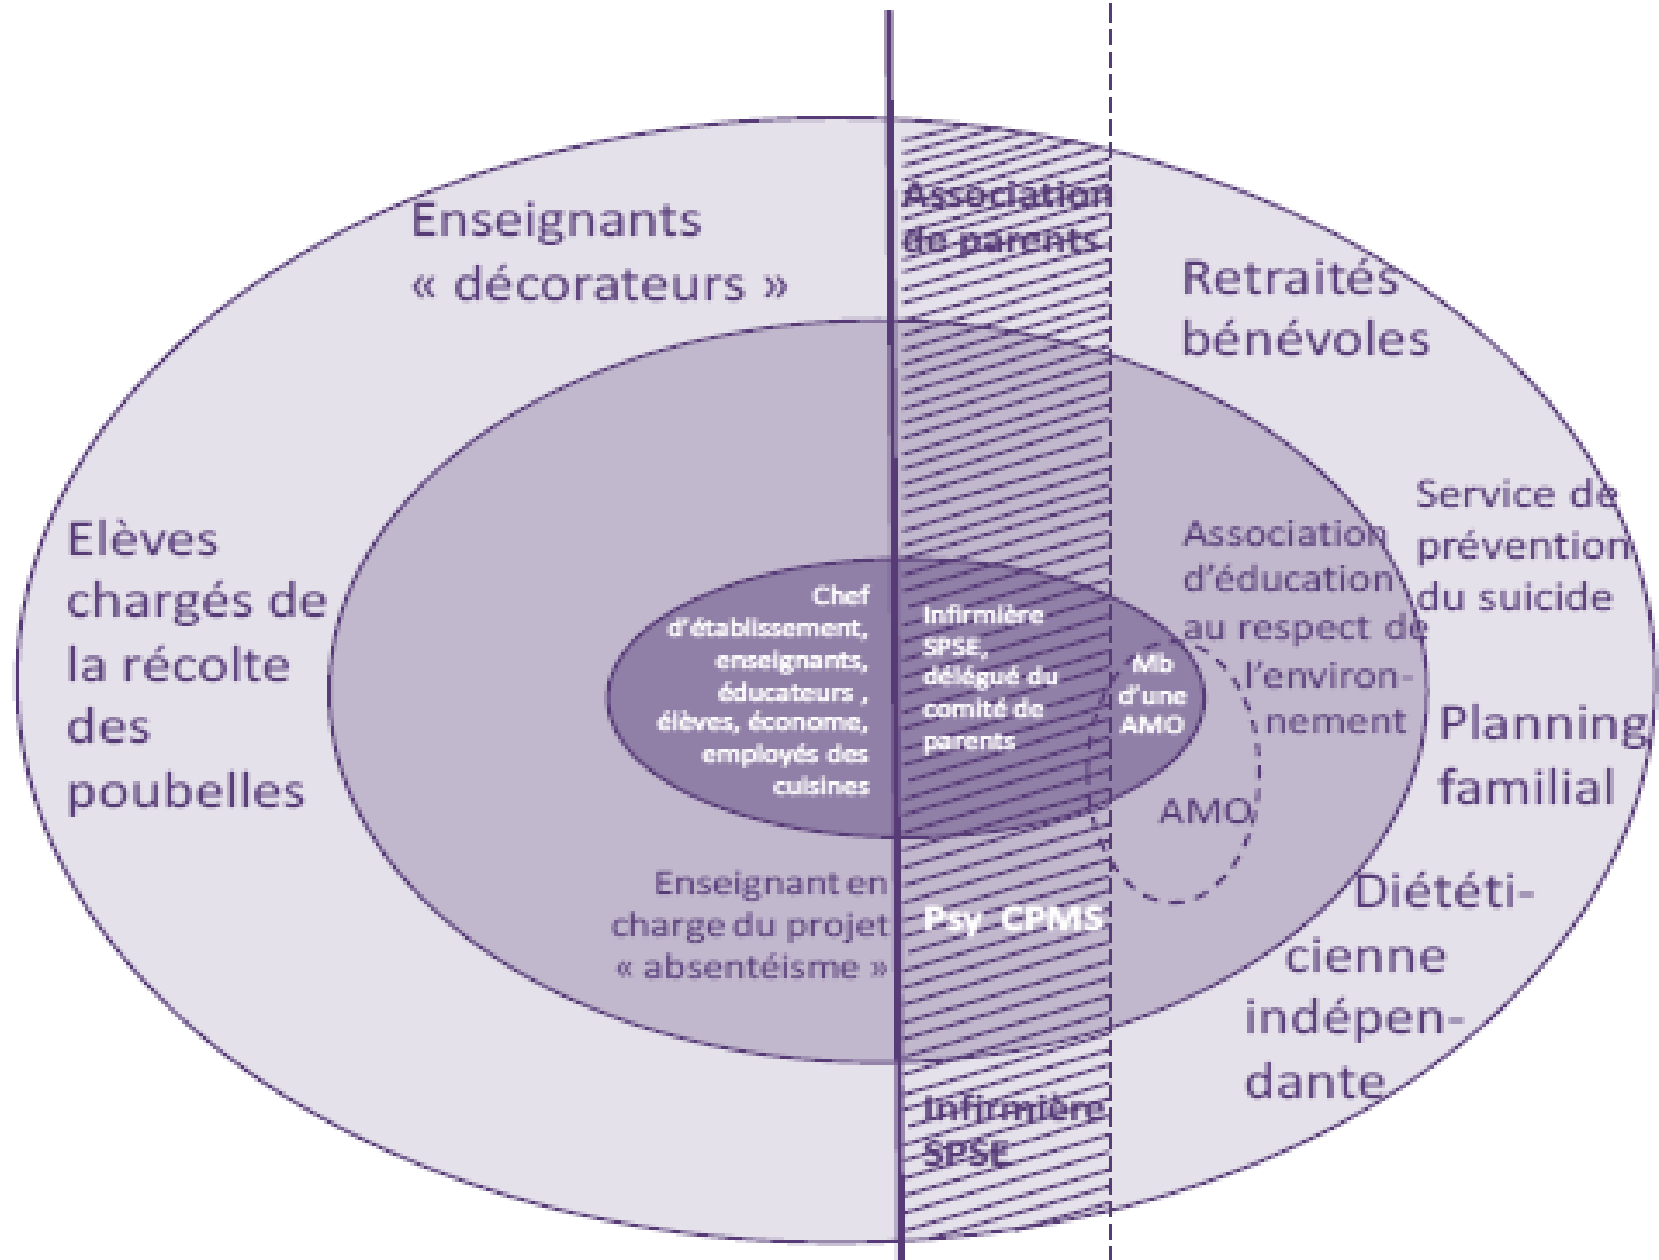 Enseignants
« décorateurs »
Association
de parents
Retraités
bénévoles
Elèves
chargés de
la récolte
des
poubelles
Chef
d'établissement,
enseignants,
éducateurs ,
élèves, économe,
employés des
cuisines
Infirmière
SPSE,
délégué du
comité de
parents
Mb
d'une
AMO
Association
d'éducation
au respect de
l'environ-
nement
AMO
Service de
prévention
du suicide
Planning
familial
Enseignant en
charge du projet
« absentéisme »
Psy CPMS
Diététi-
cienne
indépen-
dante
Infirmière
SPSE